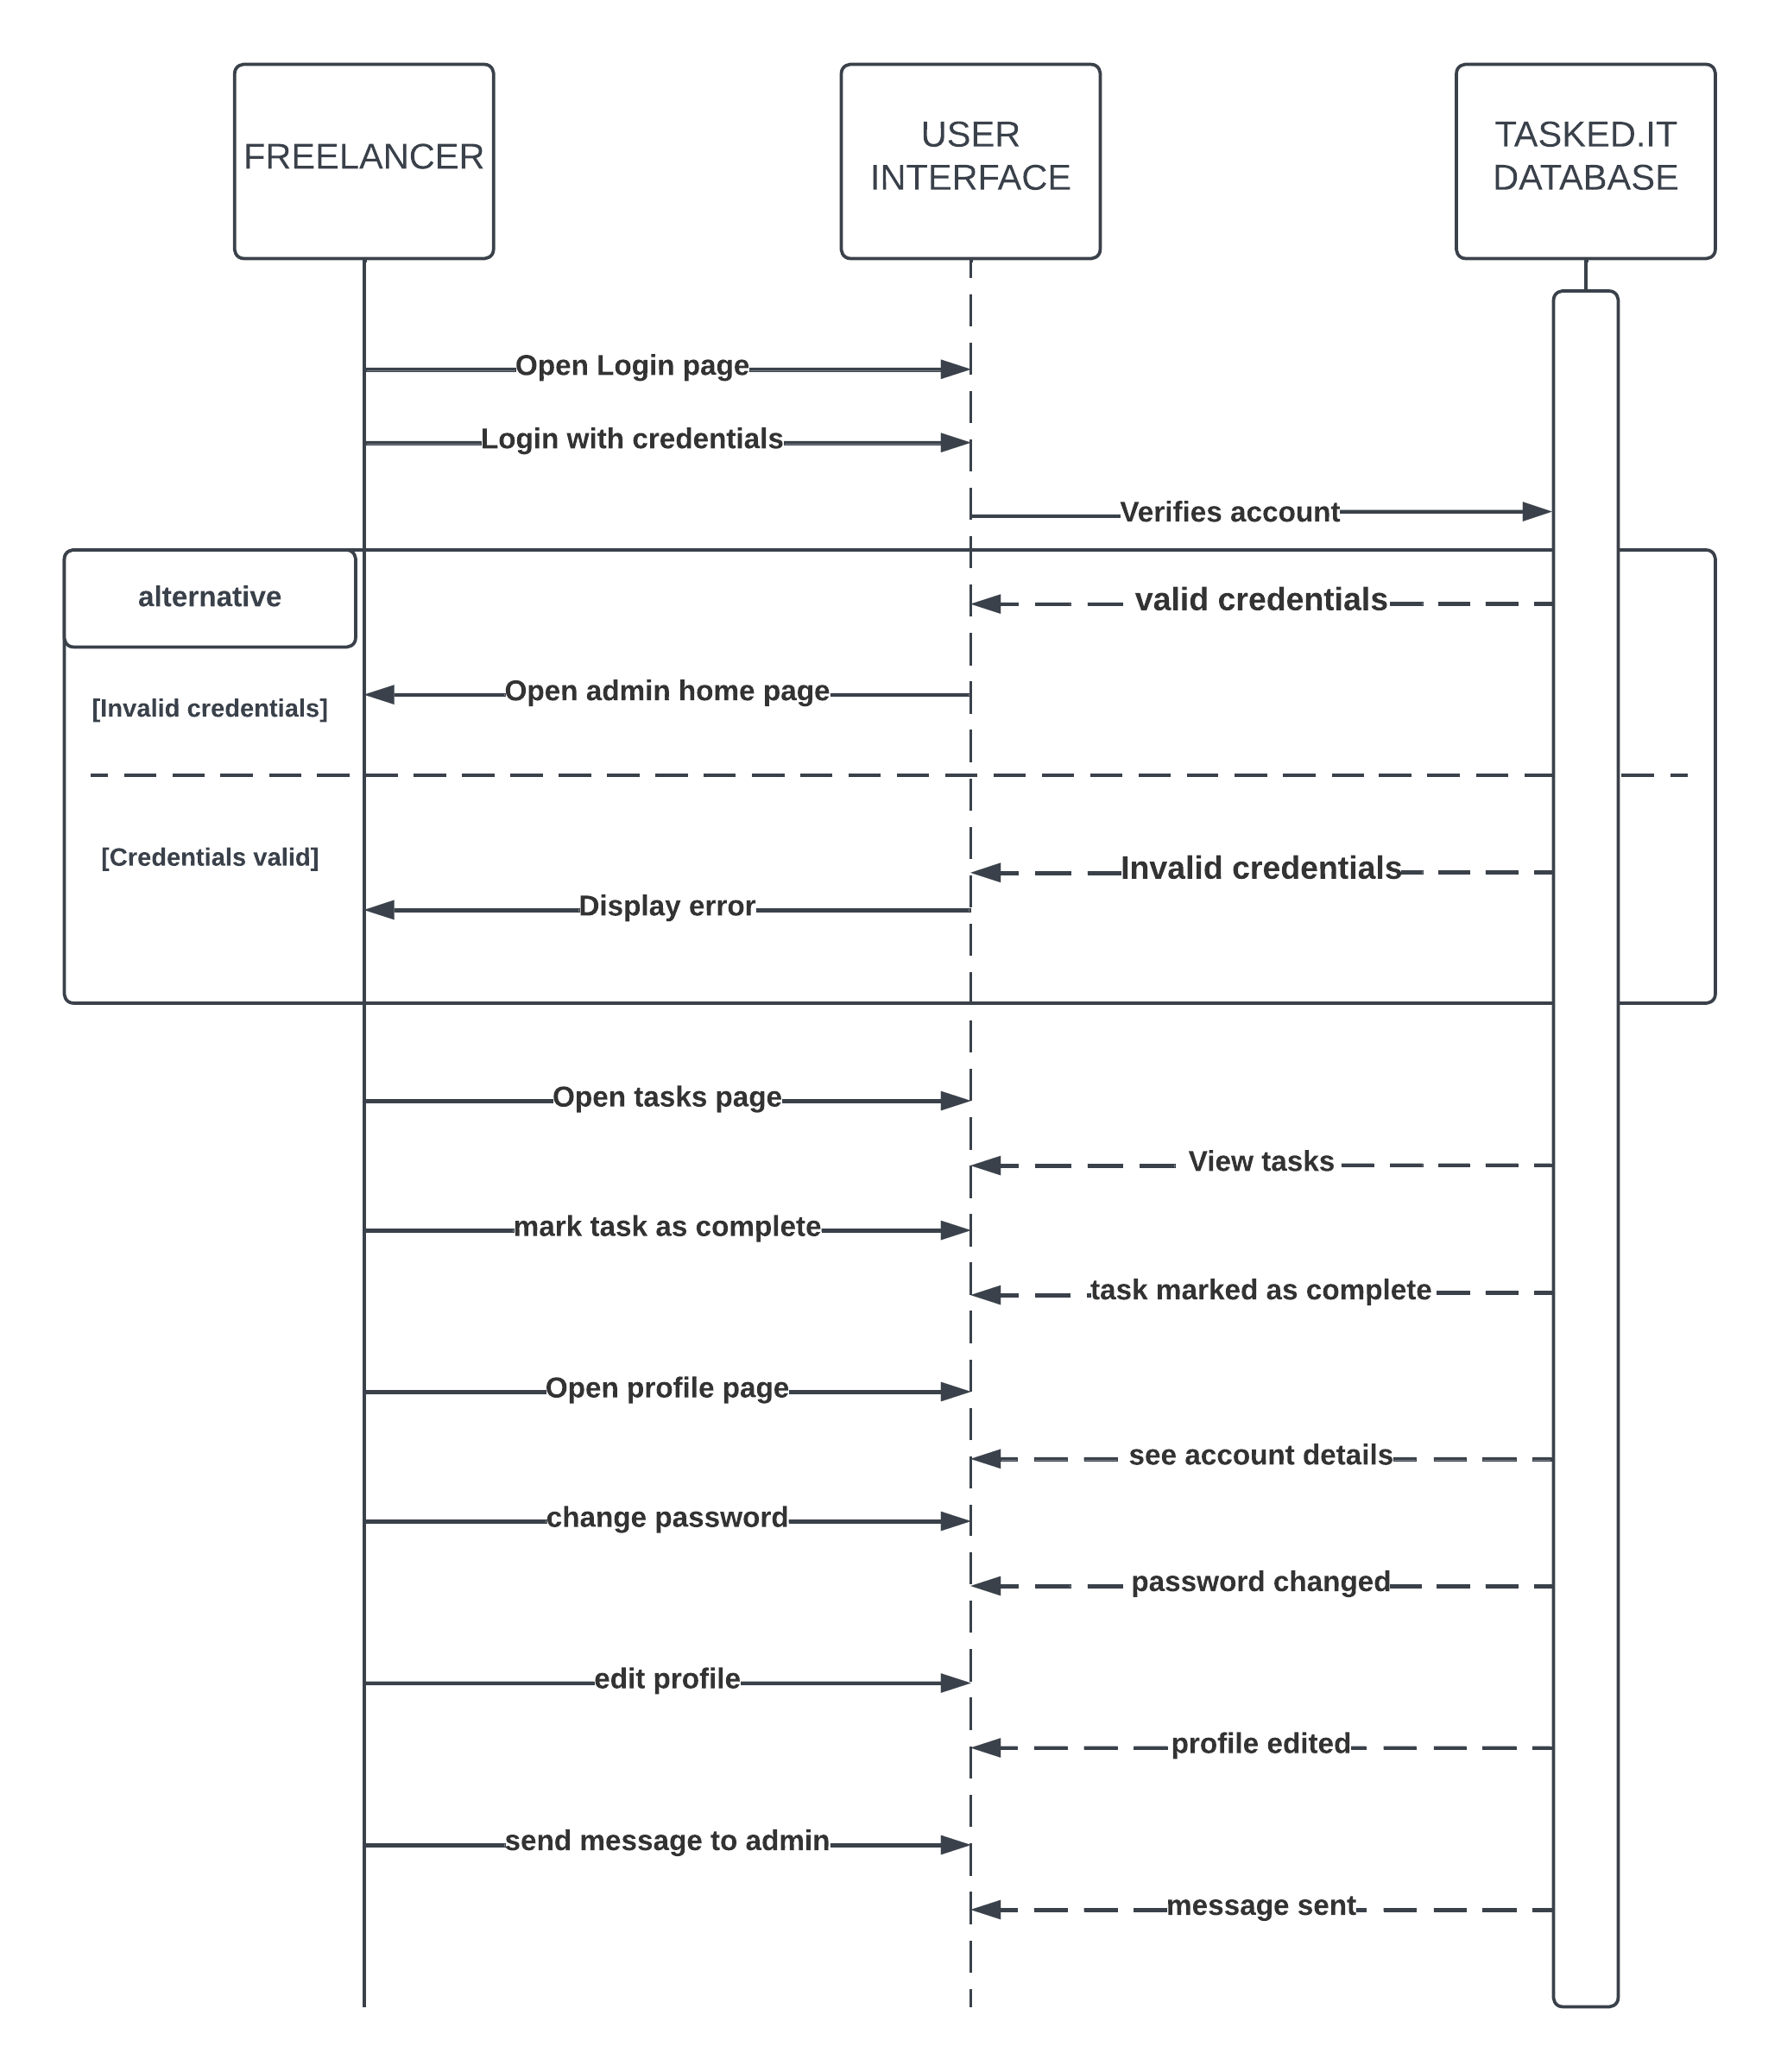 FREELANCER
USER
INTERFACE
TASKED.IT
DATABASE
Open Login page
Login with credentials
Verifies account
alternative
valid credentials
Open admin home page
[Invalid credentials]
[Credentials valid]
Invalid credentials
Display error
Open tasks page
View tasks
mark task as complete
task marked as complete
Open profile page
see account details
change password
password changed
edit profile
profile edited
send message to admin
message sent